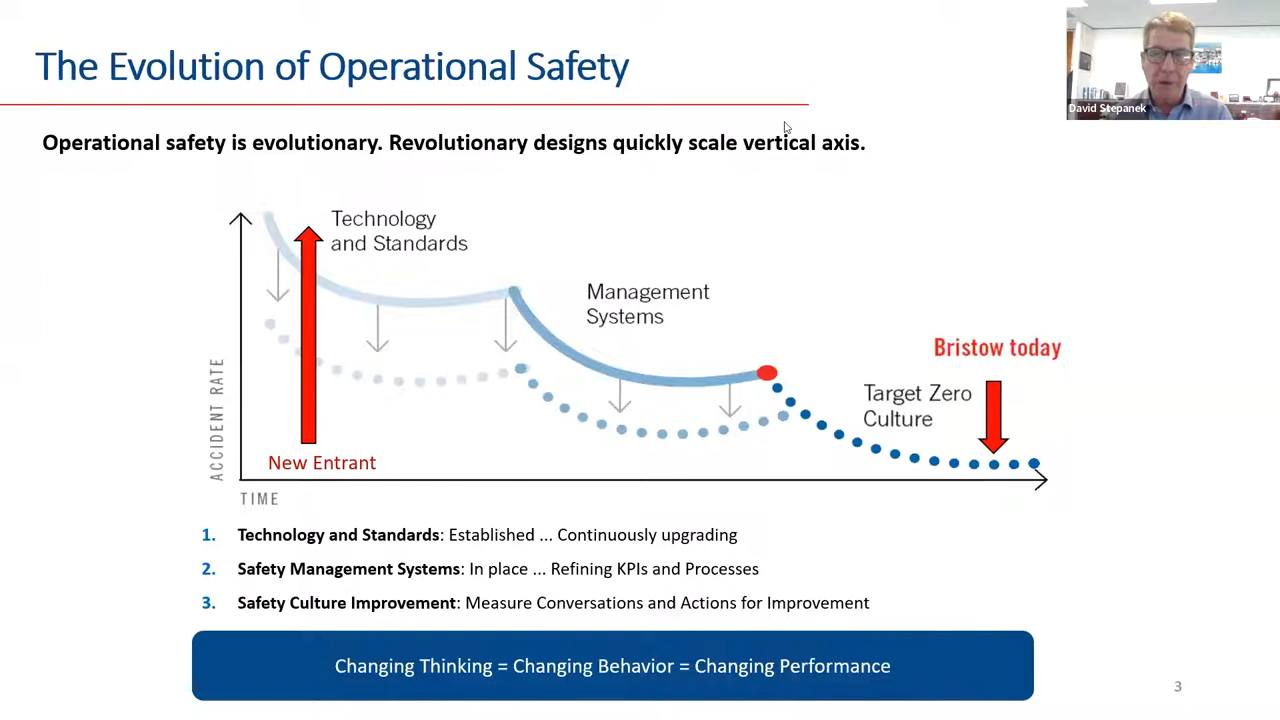 The Evolution of Operational Safety
David Stepanek
Operational safety is evolutionary. Revolutionary designs quickly scale vertical axis.
Technology
and Standards
Management
Systems
Bristow today
Target Zero
Culture
ACCIDENT RATE
New Entrant
TIME
1. Technology and Standards: Established ... Continuously upgrading
2. Safety Management Systems: In place ... Refining KPIs and Processes
3. Safety Culture Improvement: Measure Conversations and Actions for Improvement
Changing Thinking = Changing Behavior = Changing Performance
3